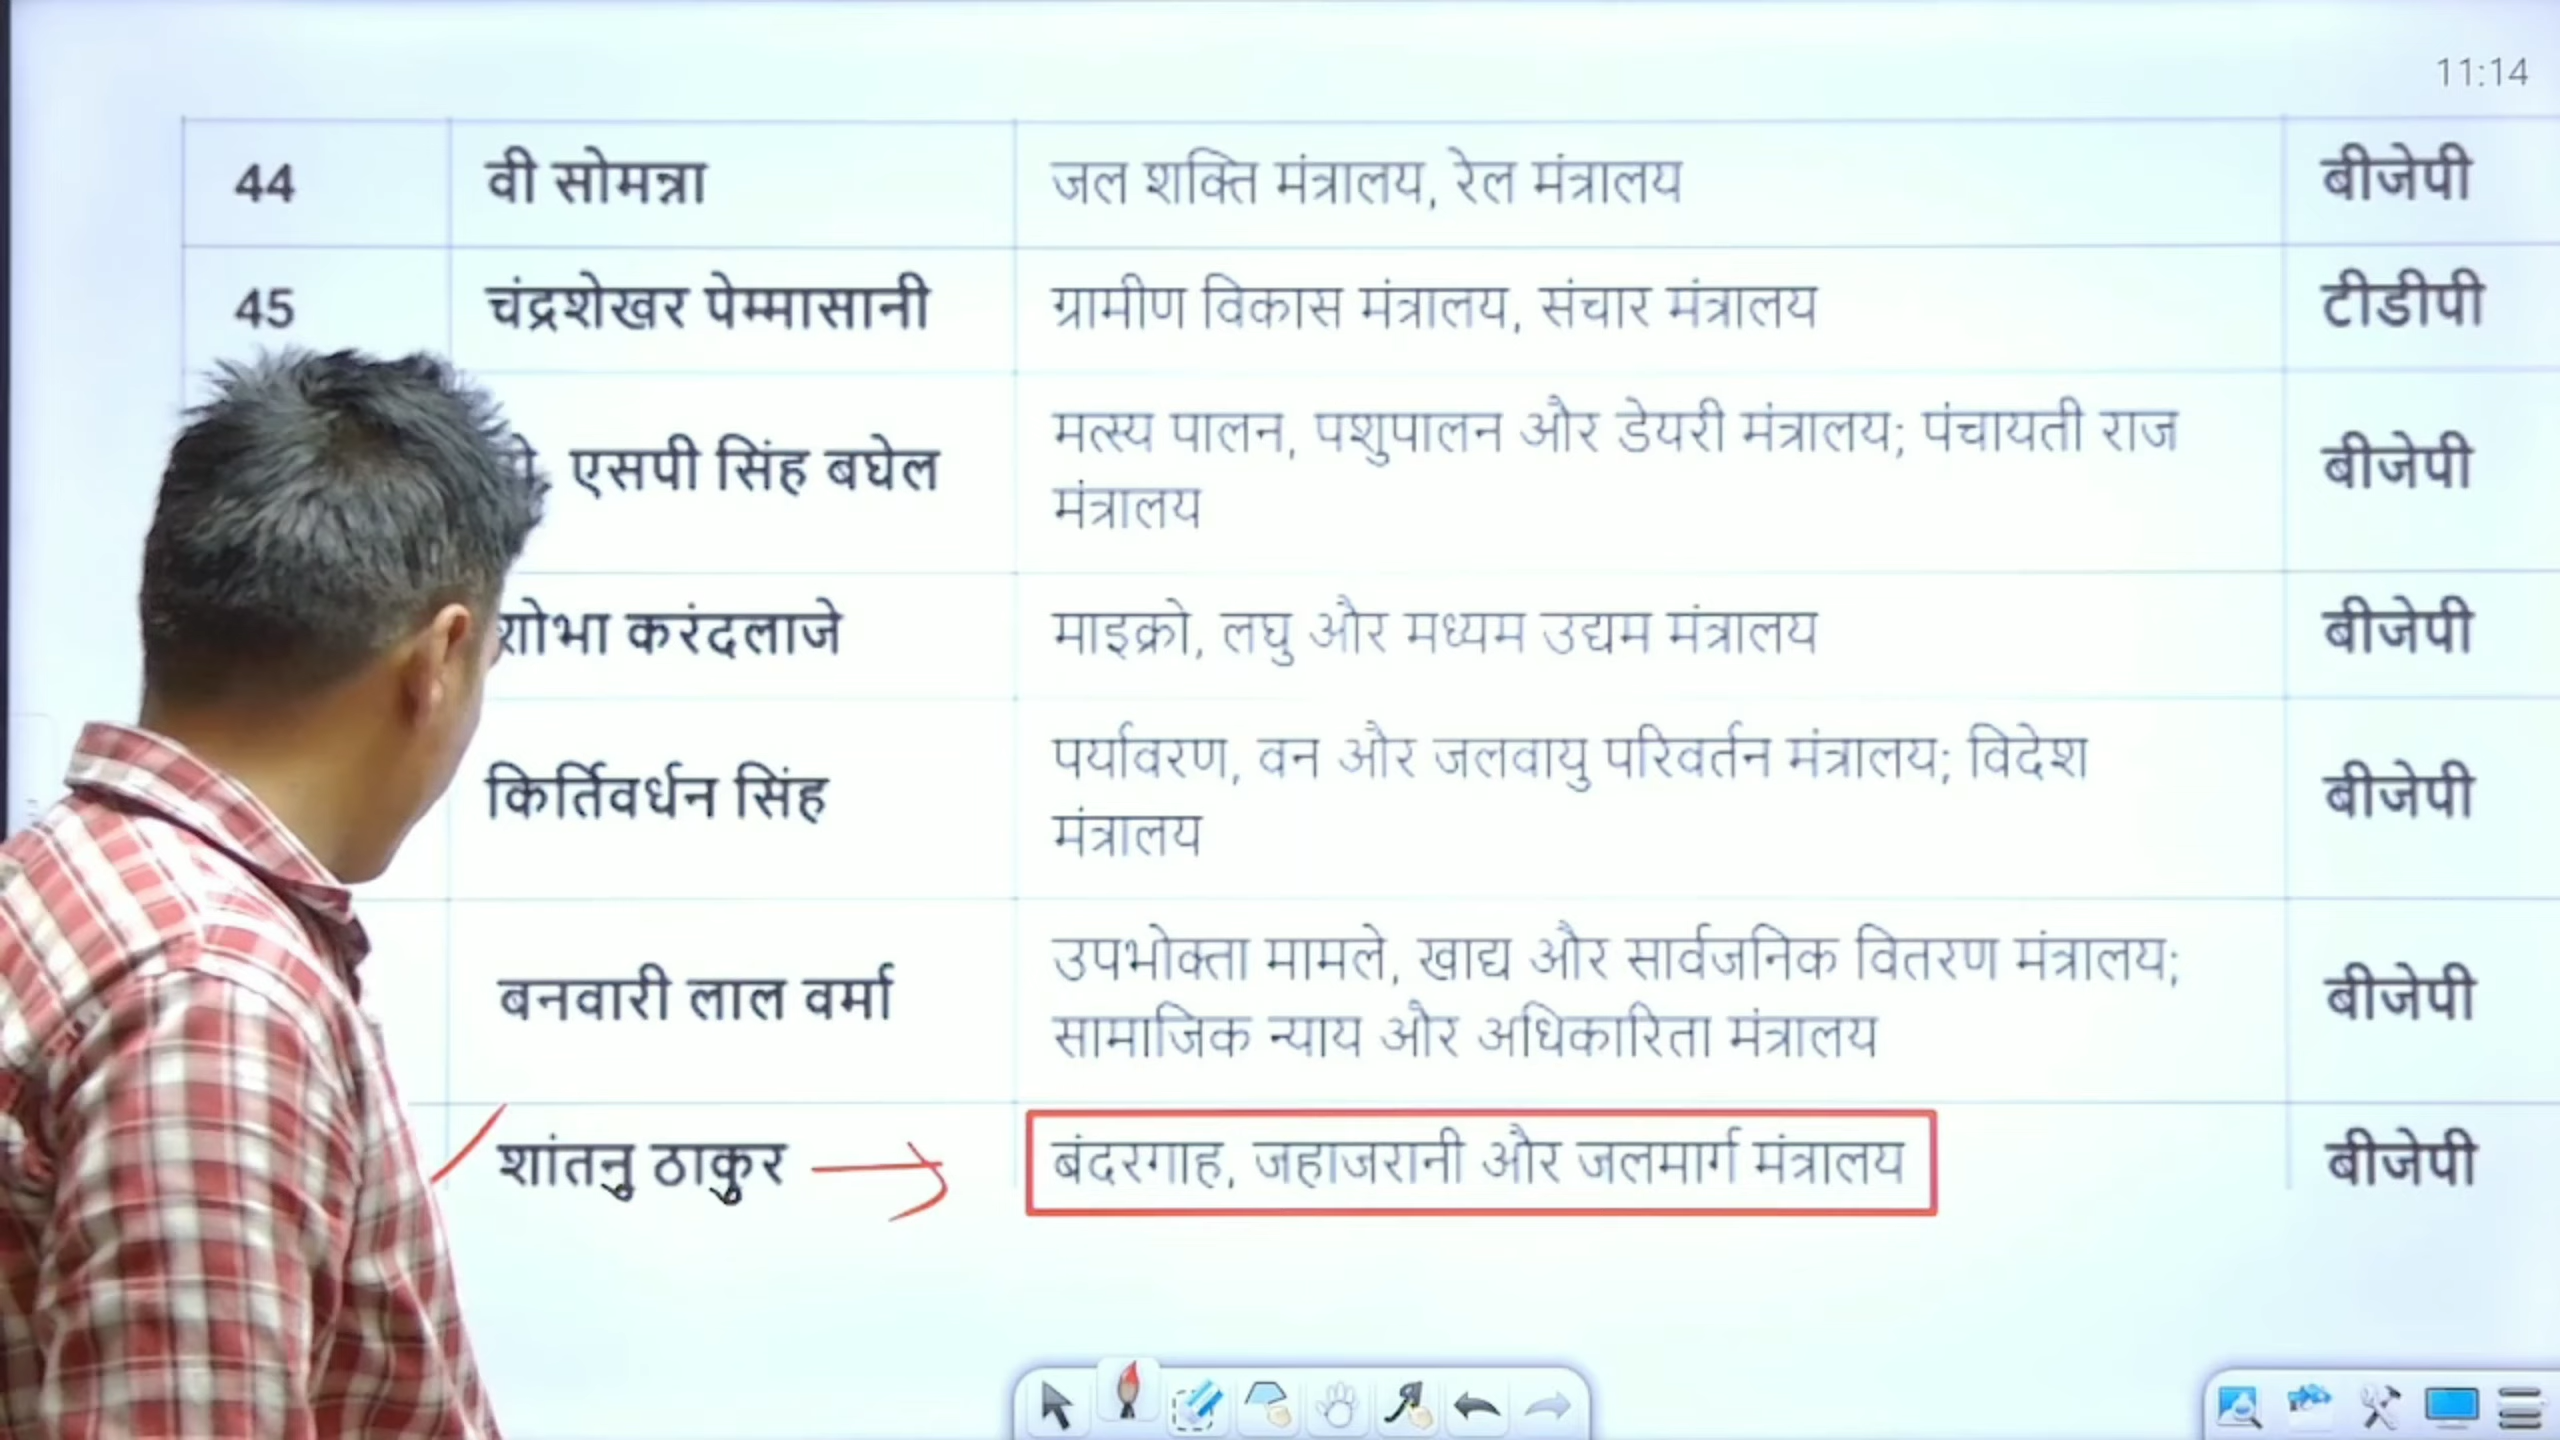 11:14
44 वी सोमन्ना जल शक्ति मंत्रालय, रेल मंत्रालय बीजेपी
45 चंद्रशेखर पेम्मासानी ग्रामीण विकास मंत्रालय, संचार मंत्रालय टीडीपी
एसपी सिंह बघेल मत्स्य पालन, पशुपालन और डेयरी मंत्रालय; पंचायती राज
मंत्रालय बीजेपी
शोभा करंदलाजे माइक्रो, लघु और मध्यम उद्यम मंत्रालय बीजेपी
किर्तिवर्धन सिंह पर्यावरण, वन और जलवायु परिवर्तन मंत्रालय; विदेश
मंत्रालय बीजेपी
बनवारी लाल वर्मा उपभोक्ता मामले, खाद्य और सार्वजनिक वितरण मंत्रालय;
सामाजिक न्याय और अधिकारिता मंत्रालय बीजेपी
शांतनु ठाकुर बंदरगाह, जहाजरानी और जलमार्ग मंत्रालय बीजेपी